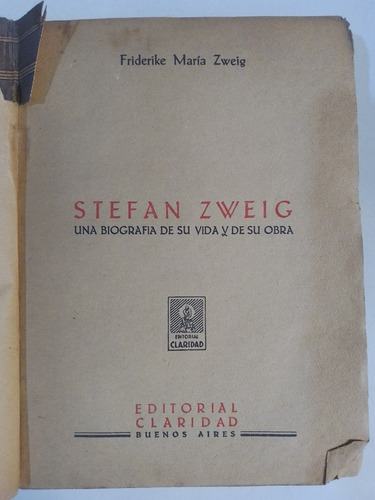 Friderike María Zweig
STEFAN ZWEIG
UNA BIOGRAFIA DE SU VIDA Y DE SU OBRA
EDITORIAL
CLARIDAD
EDITORIAL
CLARIDAD
BUENOS AIRES